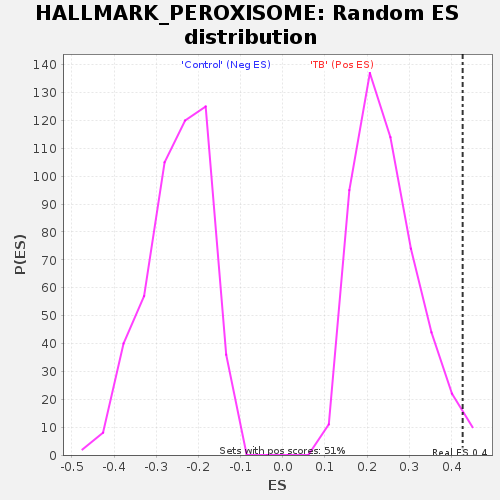 HALLMARK_PEROXISOME: Random ES
distribution
'Control' (Neg ES)
'TB' (Pos ES)
140
130
120
110
100
90
80
70
60
50
40
30
20
10
0
P(ES)
Sets with pos scores: 51%
Real ES 0.4
-0.5 -0.4 -0.3 -0.2 -0.1 0.0 0.1 0.2 0.3 0.4
ES